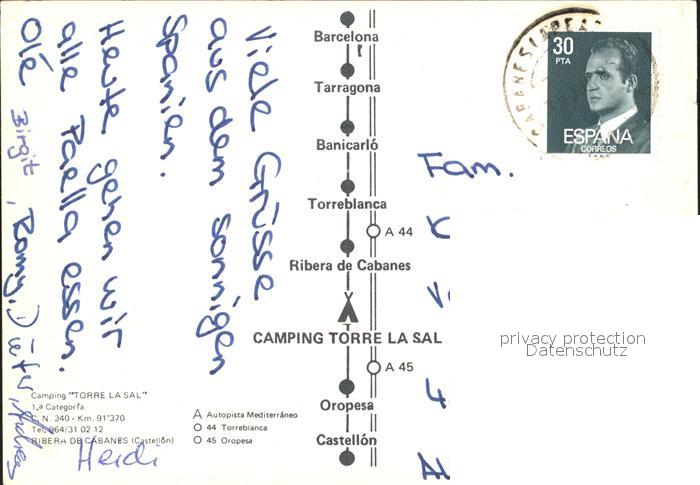 Viele Grüsse
aus dem sonnigen
Spanien.
Heute gehen wir
alle Paella essen.
Olé
Birgit, Romy, Dieter, Andreas
Heidi
Barcelona
Tarragona
Banicarló
Torreblanca
A 44
Ribera de Cabanes
CAMPING TORRE LA SAL
A 45
Oropesa
Castellón
Camping "TORRE LA SAL"
1.ª Categoría
C. N. 340 - Km. 91'370
Tel. 964/31 02 12
RIBERA DE CABANES (Castellón)
A Autopista Mediterráneo
44 Torreblanca
45 Oropesa
30
PTA
ESPAÑA
CORREOS
Fam.
privacy protection
Datenschutz